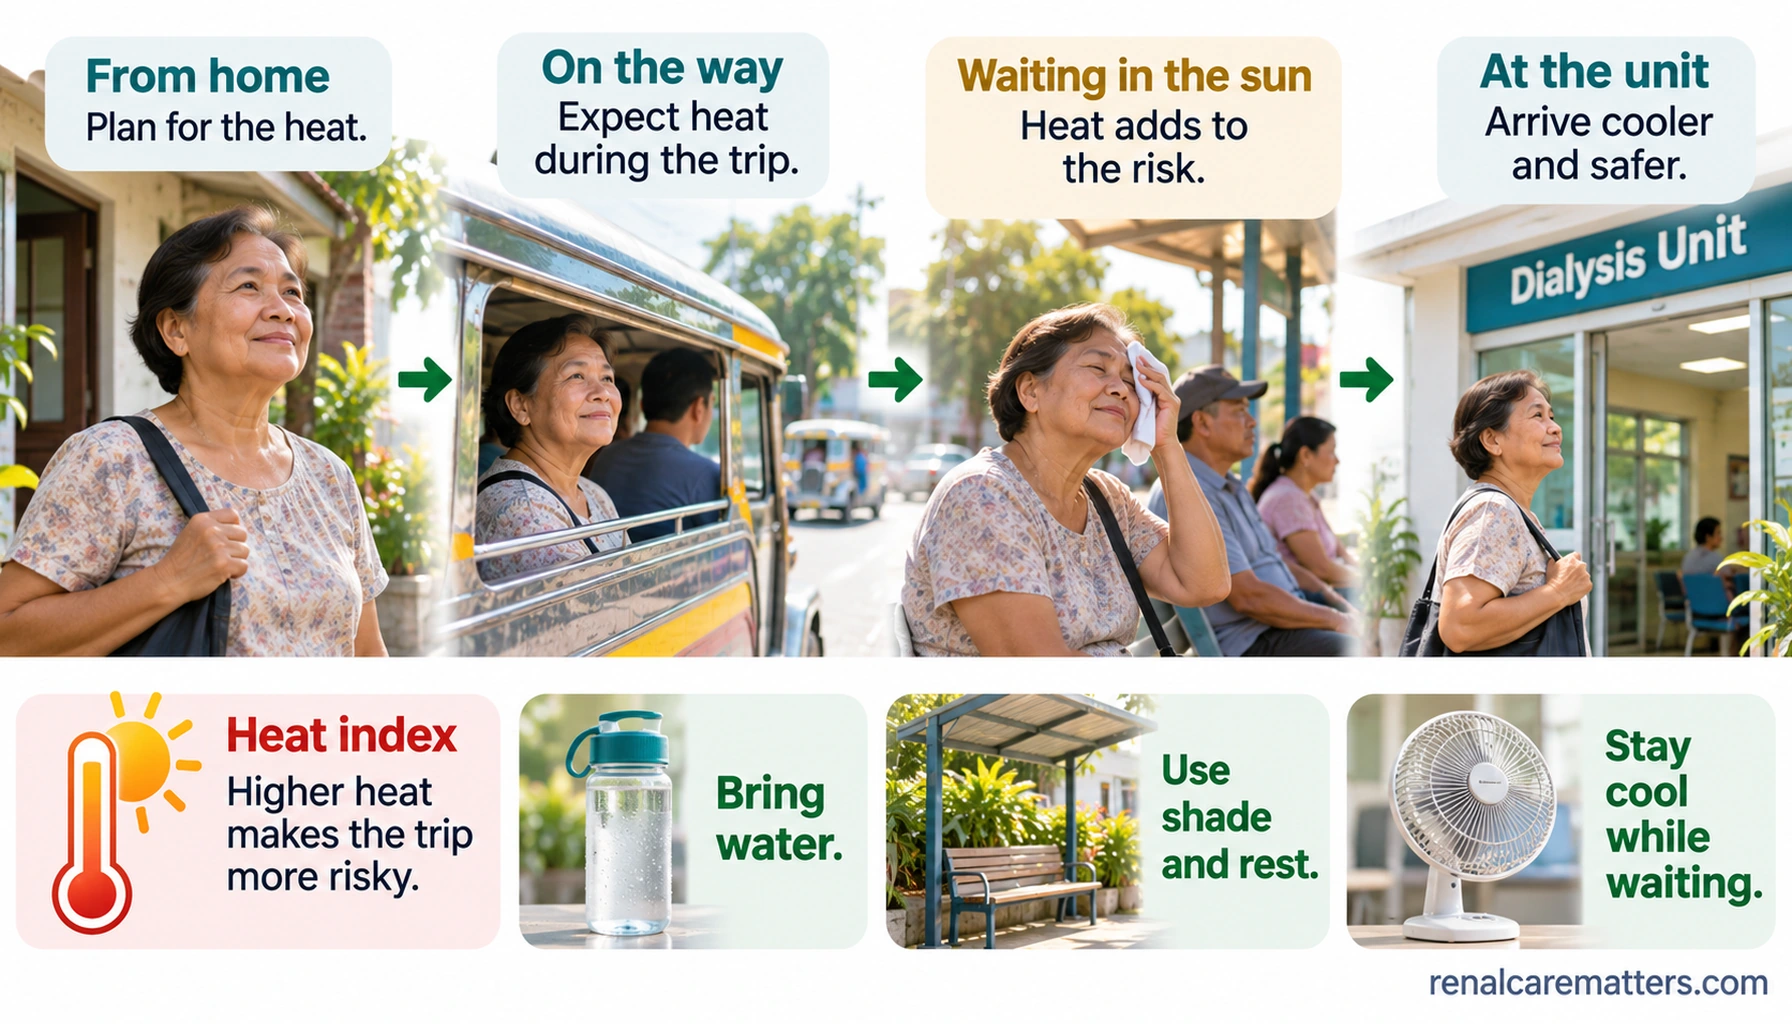 From home
Plan for the heat.
On the way
Expect heat
during the trip.
Waiting in the sun
Heat adds to
the risk.
At the unit
Arrive cooler
and safer.
Dialysis Unit
Heat index
Higher heat
makes the trip
more risky.
Bring
water.
Use
shade
and rest.
Stay
cool
while
waiting.
renalcarematters.com